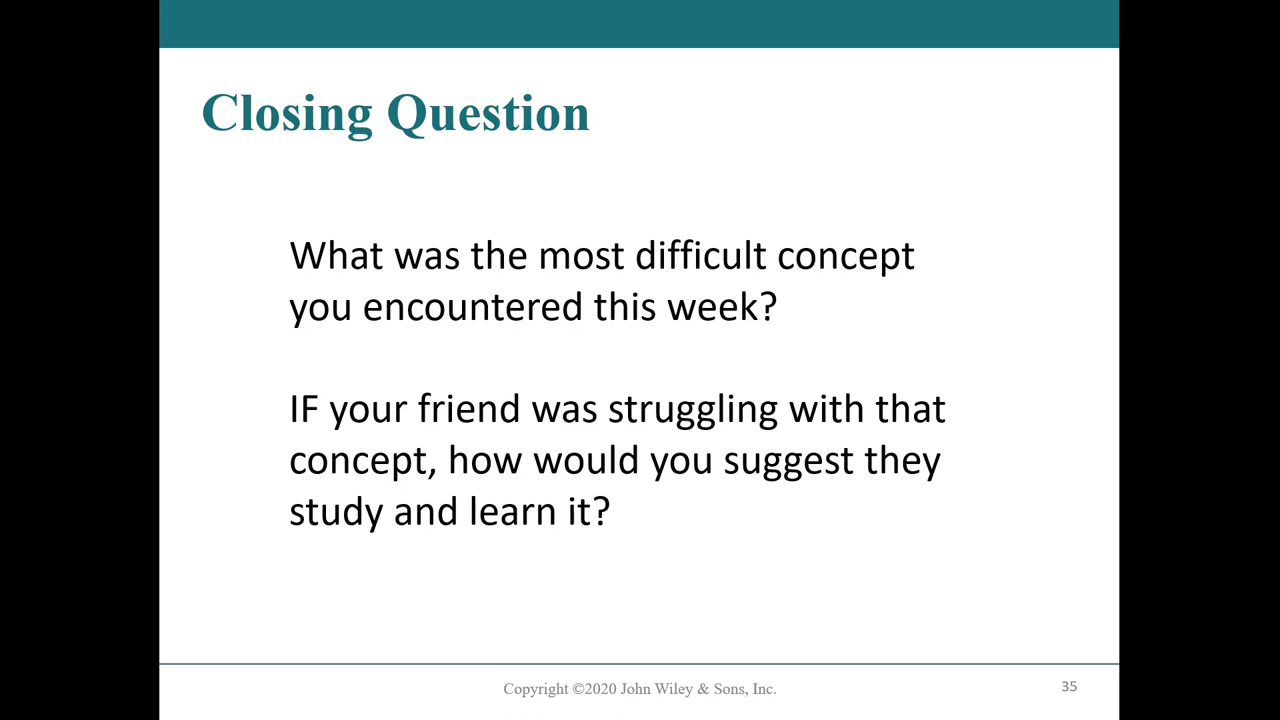 Closing Question
What was the most difficult concept
you encountered this week?
IF your friend was struggling with that
concept, how would you suggest they
study and learn it?
Copyright ©2020 John Wiley & Sons, Inc.
35